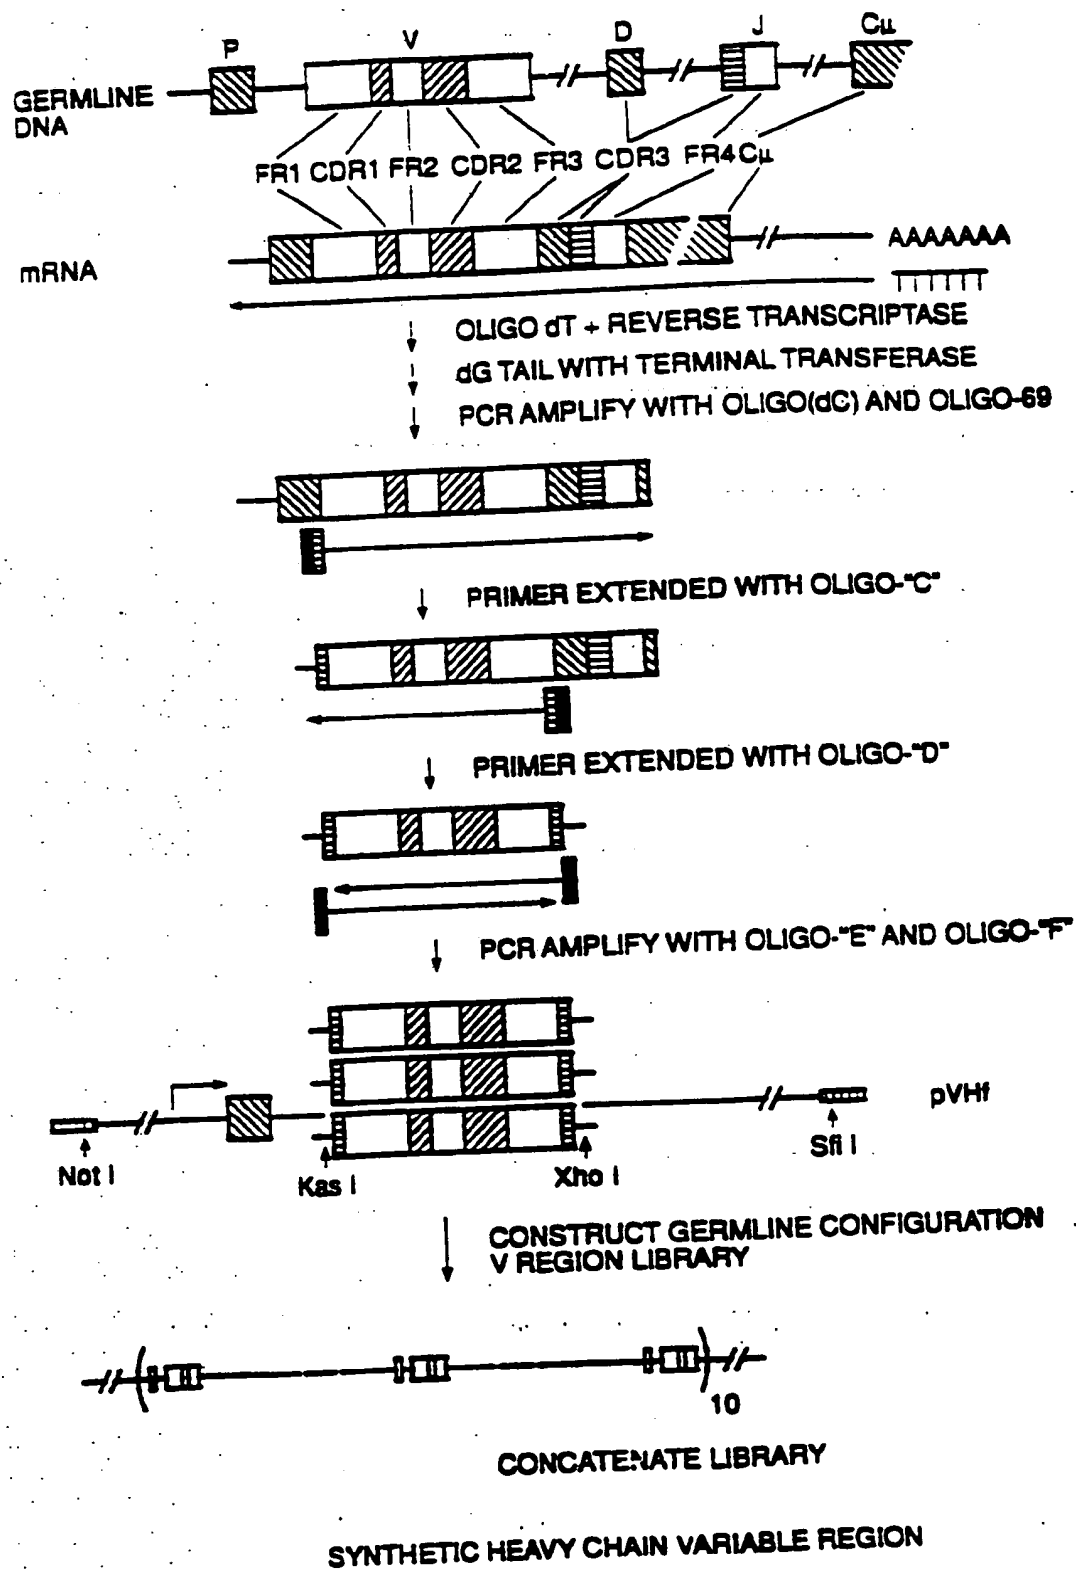 P V D J Cμ
GERMLINE
DNA
FR1 CDR1 FR2 CDR2 FR3 CDR3 FR4 Cμ
mRNA
AAAAAAA
TTTTTT
OLIGO dT + REVERSE TRANSCRIPTASE
dG TAIL WITH TERMINAL TRANSFERASE
PCR AMPLIFY WITH OLIGO(dC) AND OLIGO-69
PRIMER EXTENDED WITH OLIGO-"C"
PRIMER EXTENDED WITH OLIGO-"D"
PCR AMPLIFY WITH OLIGO-"E" AND OLIGO-"F"
pVHf
Not I
Kas I
Xho I
Sfi I
CONSTRUCT GERMLINE CONFIGURATION
V REGION LIBRARY
10
CONCATENATE LIBRARY
SYNTHETIC HEAVY CHAIN VARIABLE REGION